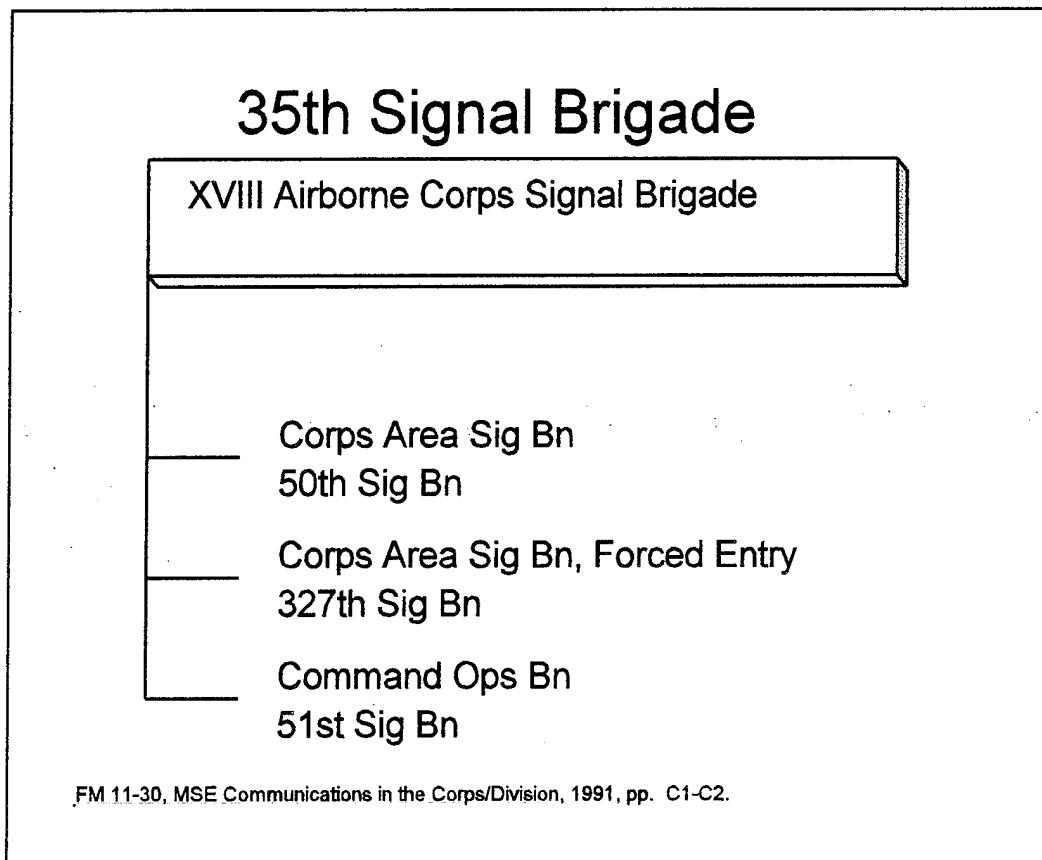 35th Signal Brigade
XVIII Airborne Corps Signal Brigade
Corps Area Sig Bn
50th Sig Bn
Corps Area Sig Bn, Forced Entry
327th Sig Bn
Command Ops Bn
51st Sig Bn
FM 11-30, MSE Communications in the Corps/Division, 1991, pp. C1-C2.